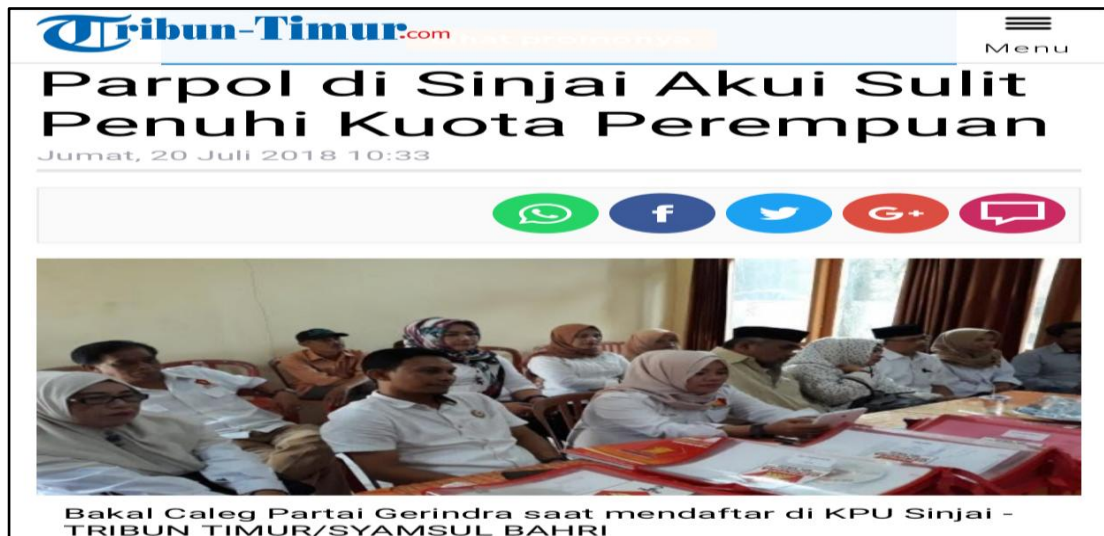 Tribun-Timur.com
Menu
Parpol di Sinjai Akui Sulit
Penuhi Kuota Perempuan
Jumat, 20 Juli 2018 10:33
f
G+
Bakal Caleg Partai Gerindra saat mendaftar di KPU Sinjai -
TRIBUN TIMUR/SYAMSUL BAHRI